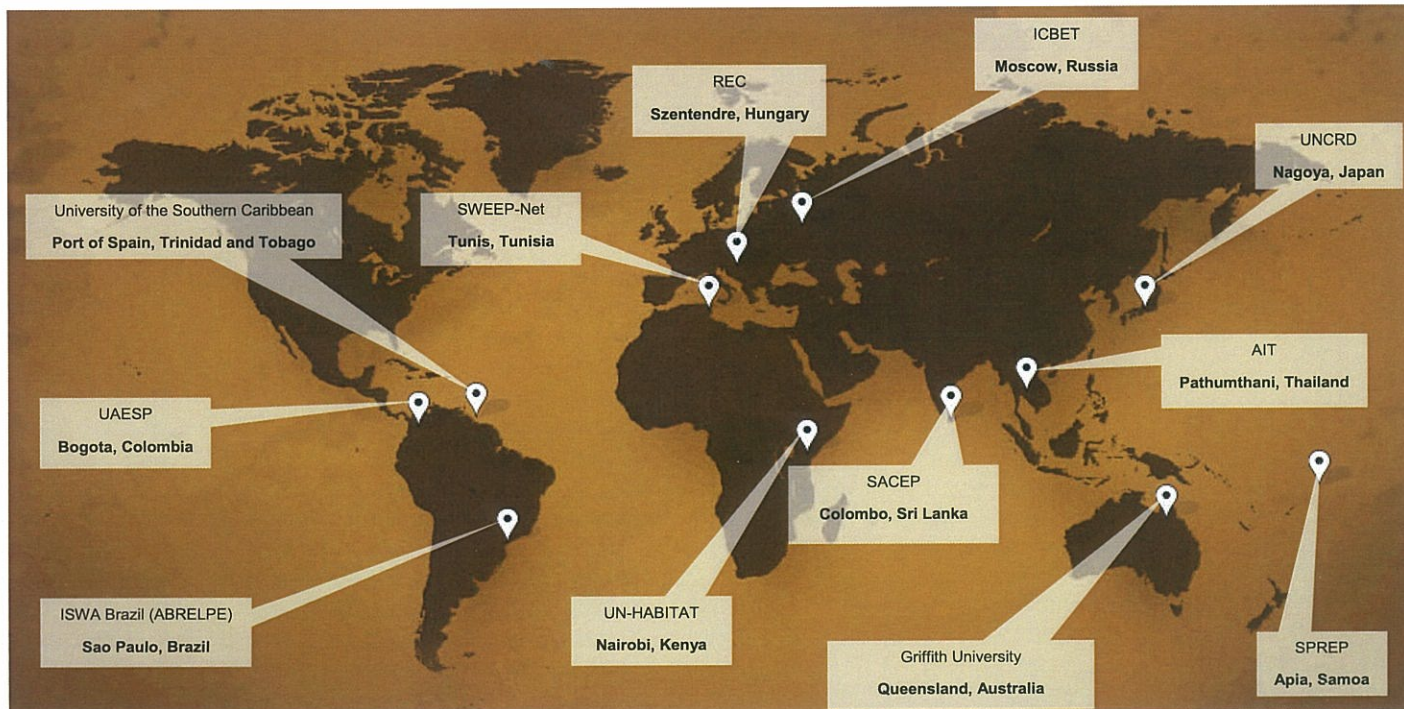 ICBET
Moscow, Russia
REC
Szentendre, Hungary
UNCRD
Nagoya, Japan
University of the Southern Caribbean
Port of Spain, Trinidad and Tobago
SWEEP-Net
Tunis, Tunisia
AIT
Pathumthani, Thailand
UAESP
Bogota, Colombia
SACEP
Colombo, Sri Lanka
ISWA Brazil (ABRELPE)
Sao Paulo, Brazil
UN-HABITAT
Nairobi, Kenya
Griffith University
Queensland, Australia
SPREP
Apia, Samoa